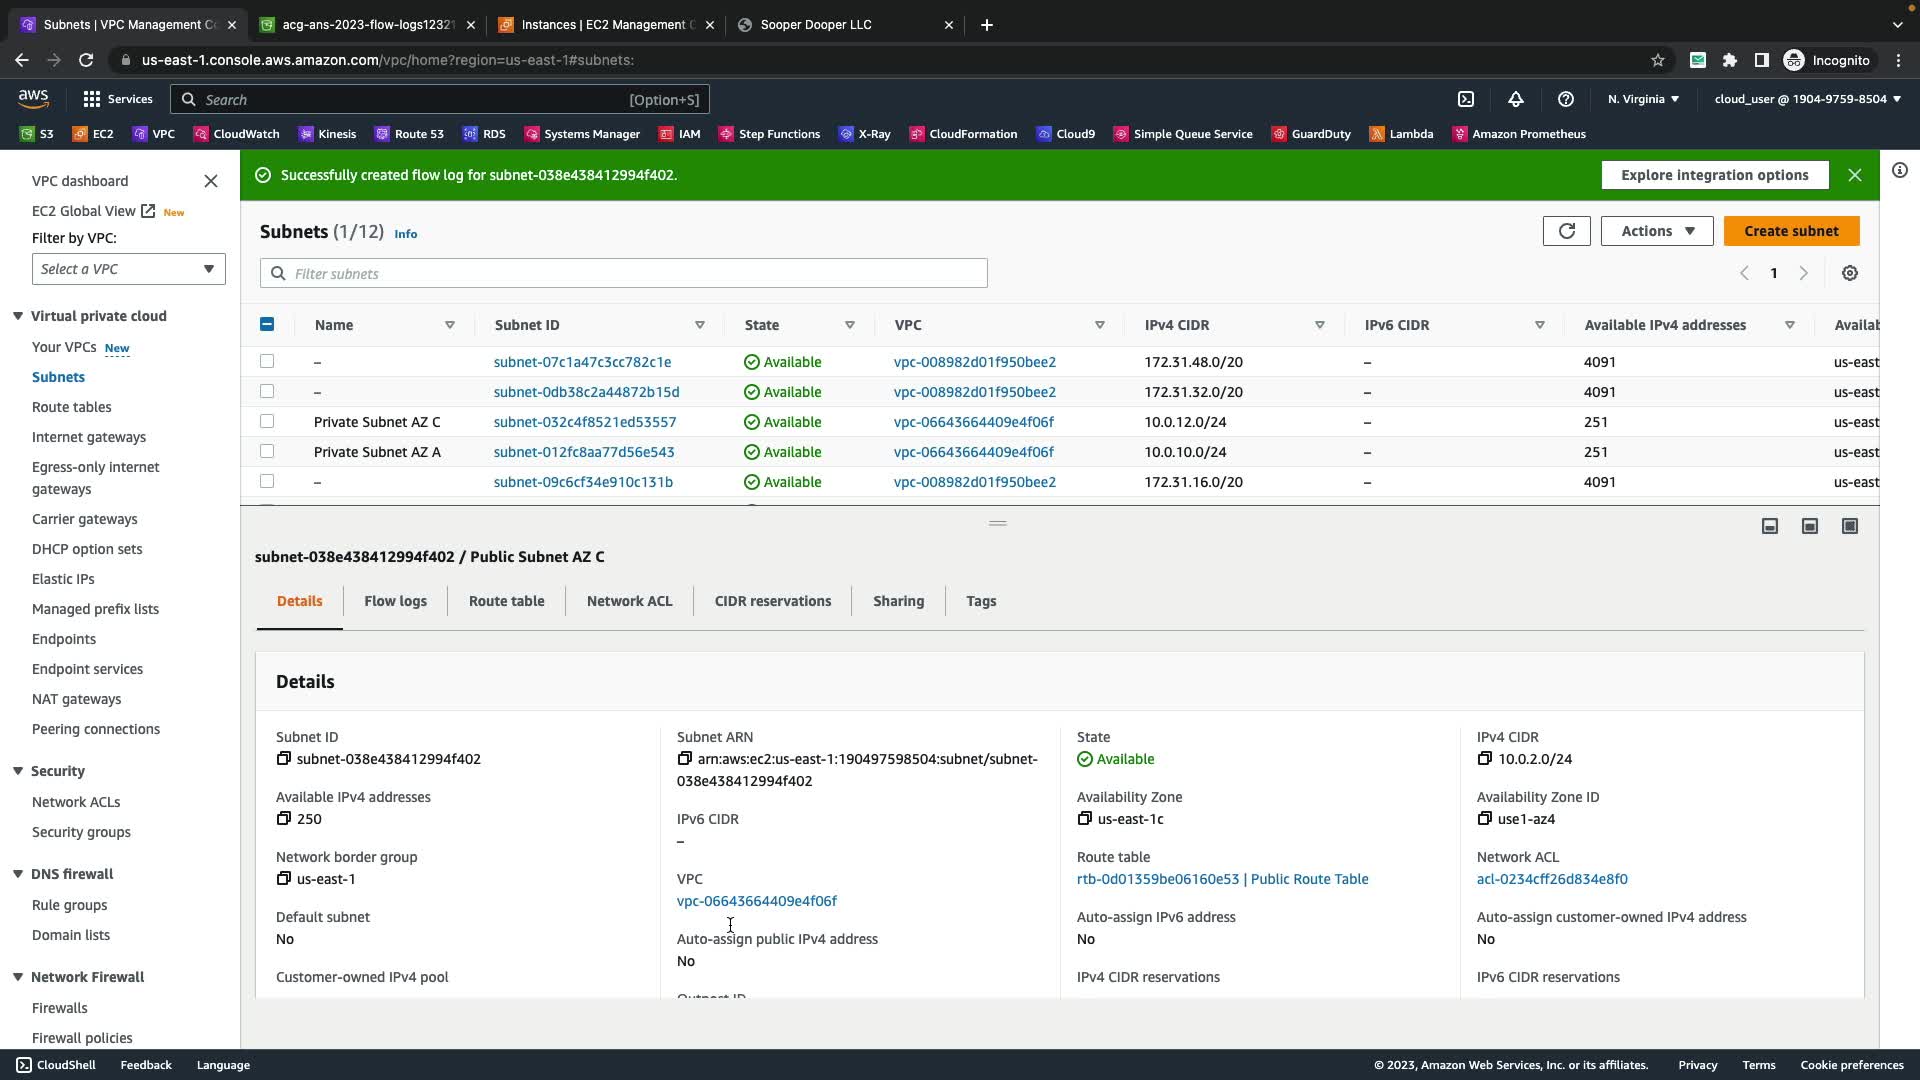 Subnets | VPC Management Co
acg-ans-2023-flow-logs12321
Instances | EC2 Management C
Sooper Dooper LLC
us-east-1.console.aws.amazon.com/vpc/home?region=us-east-1#subnets:
Incognito
aws
Services
Search
[Option+S]
N. Virginia
cloud_user @ 1904-9759-8504
S3
EC2
VPC
CloudWatch
Kinesis
Route 53
RDS
Systems Manager
IAM
Step Functions
X-Ray
CloudFormation
Cloud9
Simple Queue Service
GuardDuty
Lambda
Amazon Prometheus
VPC dashboard
EC2 Global View
New
Filter by VPC:
Select a VPC
Virtual private cloud
Your VPCs New
Subnets
Route tables
Internet gateways
Egress-only internet
gateways
Carrier gateways
DHCP option sets
Elastic IPs
Managed prefix lists
Endpoints
Endpoint services
NAT gateways
Peering connections
Security
Network ACLs
Security groups
DNS firewall
Rule groups
Domain lists
Network Firewall
Firewalls
Firewall policies
Successfully created flow log for subnet-038e438412994f402.
Explore integration options
Subnets (1/12) Info
Actions
Create subnet
Filter subnets
1
Name Subnet ID State VPC IPv4 CIDR IPv6 CIDR Available IPv4 addresses Availab
– subnet-07c1a47c3cc782c1e Available vpc-008982d01f950bee2 172.31.48.0/20 – 4091 us-east
– subnet-0db38c2a44872b15d Available vpc-008982d01f950bee2 172.31.32.0/20 – 4091 us-east
Private Subnet AZ C subnet-032c4f8521ed53557 Available vpc-06643664409e4f06f 10.0.12.0/24 – 251 us-east
Private Subnet AZ A subnet-012fc8aa77d56e543 Available vpc-06643664409e4f06f 10.0.10.0/24 – 251 us-east
– subnet-09c6cf34e910c131b Available vpc-008982d01f950bee2 172.31.16.0/20 – 4091 us-east
subnet-038e438412994f402 / Public Subnet AZ C
Details
Flow logs
Route table
Network ACL
CIDR reservations
Sharing
Tags
Details
Subnet ID
subnet-038e438412994f402
Available IPv4 addresses
250
Network border group
us-east-1
Default subnet
No
Customer-owned IPv4 pool
Subnet ARN
arn:aws:ec2:us-east-1:190497598504:subnet/subnet-
038e438412994f402
IPv6 CIDR
–
VPC
vpc-06643664409e4f06f
Auto-assign public IPv4 address
No
Outpost ID
State
Available
Availability Zone
us-east-1c
Route table
rtb-0d01359be06160e53 | Public Route Table
Auto-assign IPv6 address
No
IPv4 CIDR reservations
IPv4 CIDR
10.0.2.0/24
Availability Zone ID
use1-az4
Network ACL
acl-0234cff26d834e8f0
Auto-assign customer-owned IPv4 address
No
IPv6 CIDR reservations
CloudShell
Feedback
Language
© 2023, Amazon Web Services, Inc. or its affiliates.
Privacy
Terms
Cookie preferences